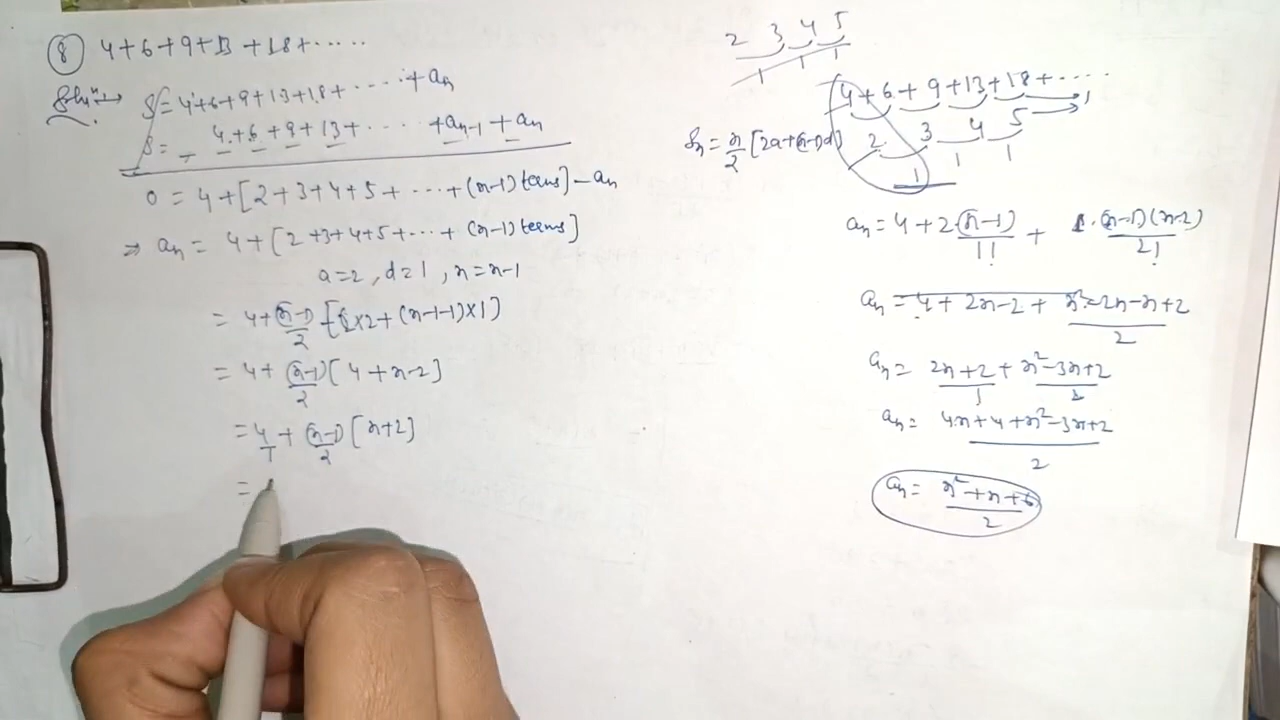 ⑧ 4+6+9+13+18+.....
Soluⁿ→ S = 4+6+9+13+18+.....+aₙ
S = _ 4+6+9+13+.....+aₙ₋₁+aₙ
0 = 4+[2+3+4+5+....+(n-1) terms]-aₙ
⇒ aₙ = 4+[2+3+4+5+...+(n-1) terms]
a=2, d=1, n=n-1
= 4+(n-1)/2 [2×2+(n-1-1)×1]
= 4+(n-1)/2 [4+n-2]
= 4/1+(n-1)/2 [n+2]
=
2 3 4 5
1 1 1
4+6+9+13+18+.....
Sₙ = n/2 [2a+(n-1)d]
2 3 4 5
1 1 1
aₙ = 4+2.(n-1)/1! + 1.(n-1)(n-2)/2!
aₙ = 4+2n-2+(n²-2n-n+2)/2
aₙ = (2n+2)/1+(n²-3n+2)/2
aₙ = (4n+4+n²-3n+2)/2
aₙ = (n²+n+6)/2